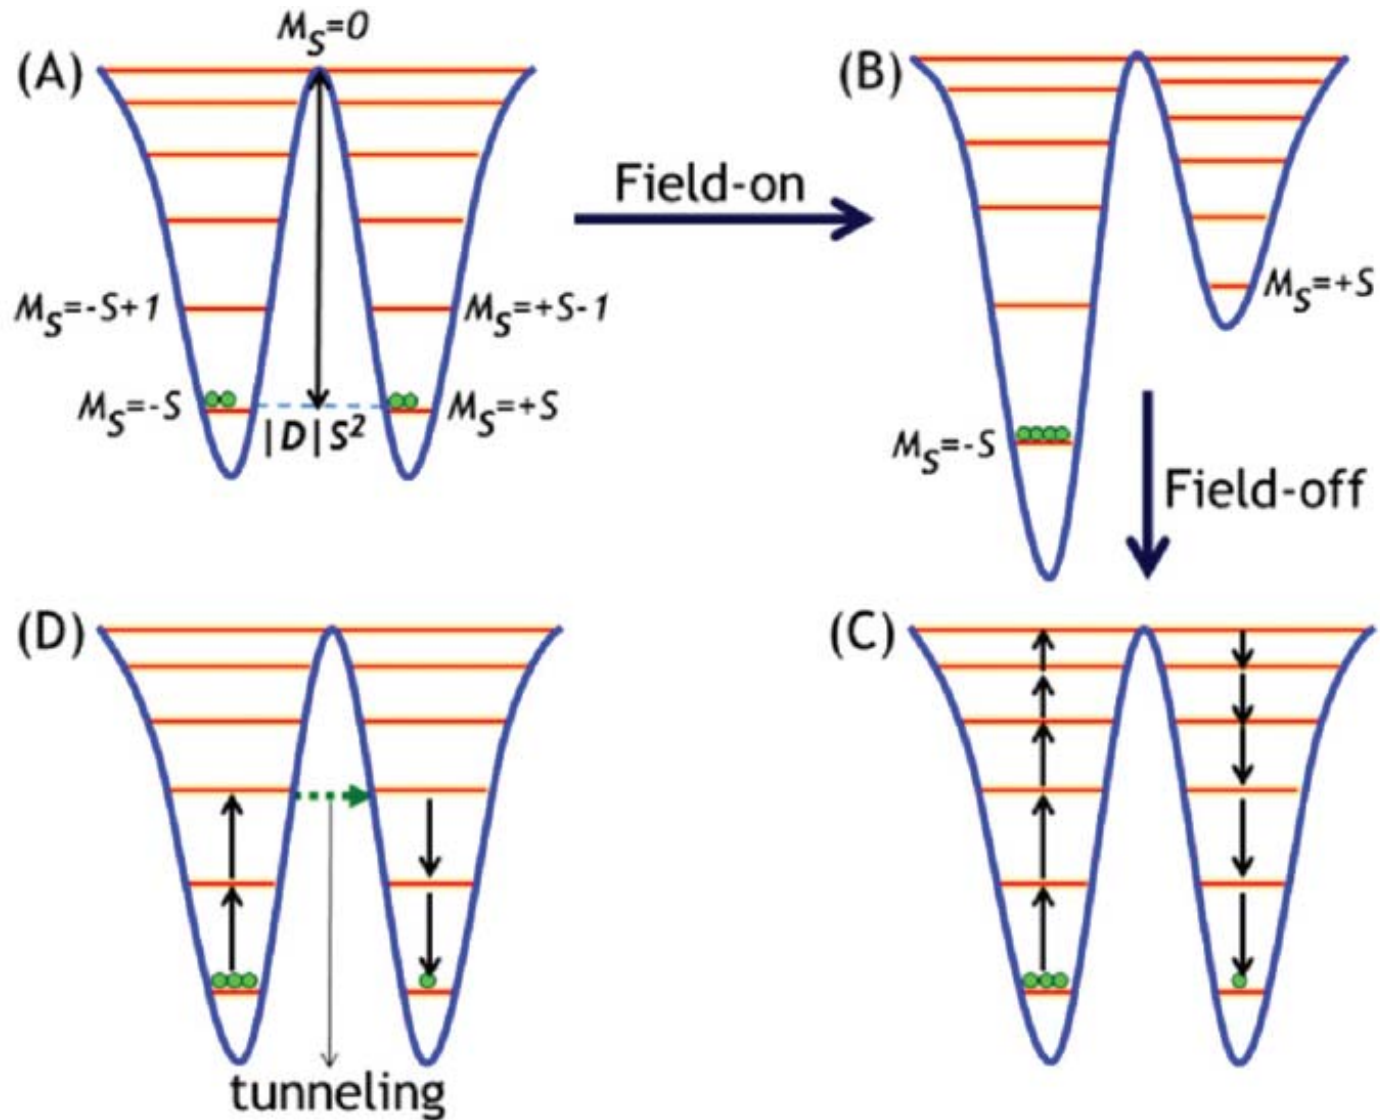 M_S=0
(A)
(B)
Field-on
M_S=-S+1
M_S=+S-1
M_S=+S
M_S=-S
M_S=+S
|D|S²
M_S=-S
Field-off
(D)
(C)
tunneling